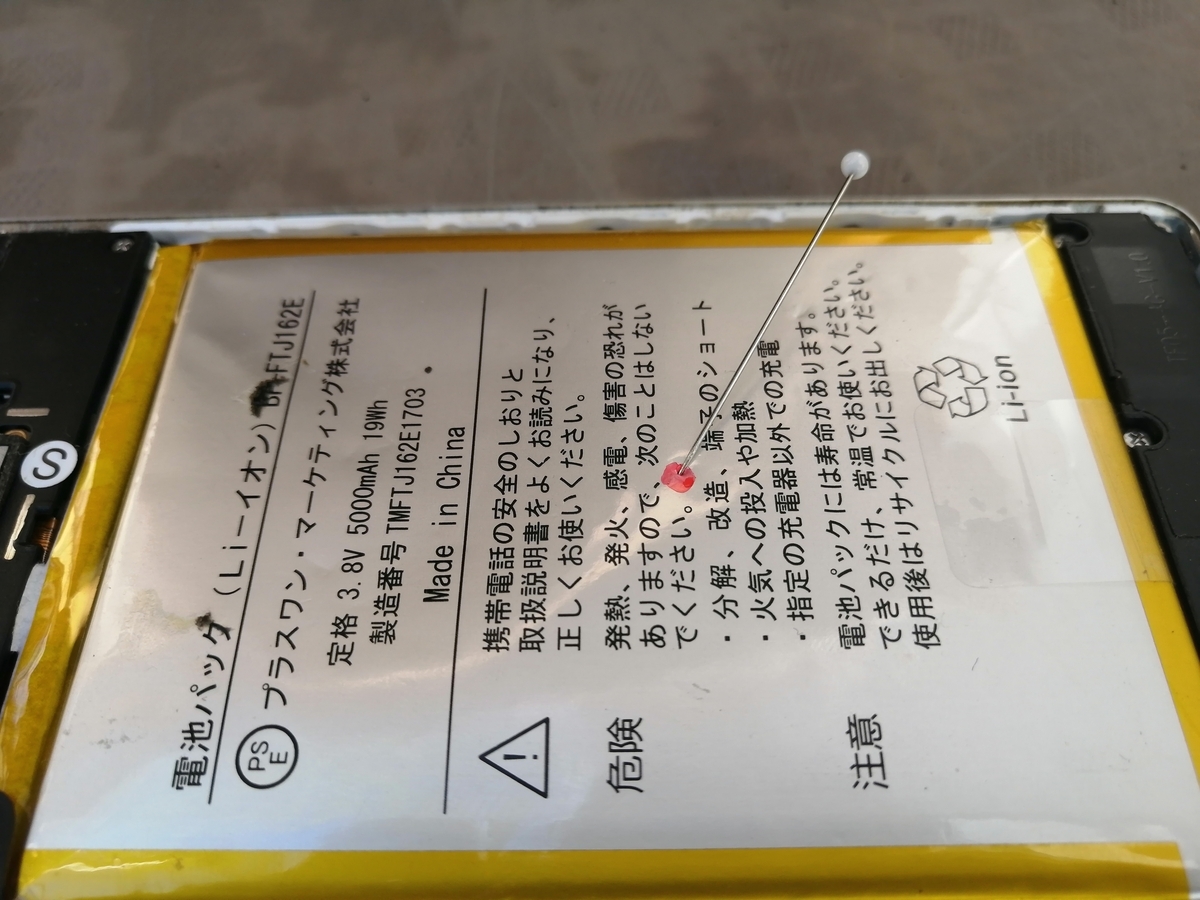 電池パック (Li-イオン) FTJ162E
PSE プラスワン・マーケティング株式会社
定格 3.8V 5000mAh 19Wh
製造番号 TMFTJ162E1703
Made in China
携帯電話の安全のしおりと
取扱説明書をよくお読みになり、
正しくお使いください。
危険
発熱、発火、感電、傷害の恐れが
ありますので、次のことはしない
でください。
・分解、改造、端子のショート
・火気への投入や加熱
・指定の充電器以外での充電
注意
電池パックには寿命があります。
できるだけ、常温でお使いください。
使用後はリサイクルにお出しください。
Li-ion
S